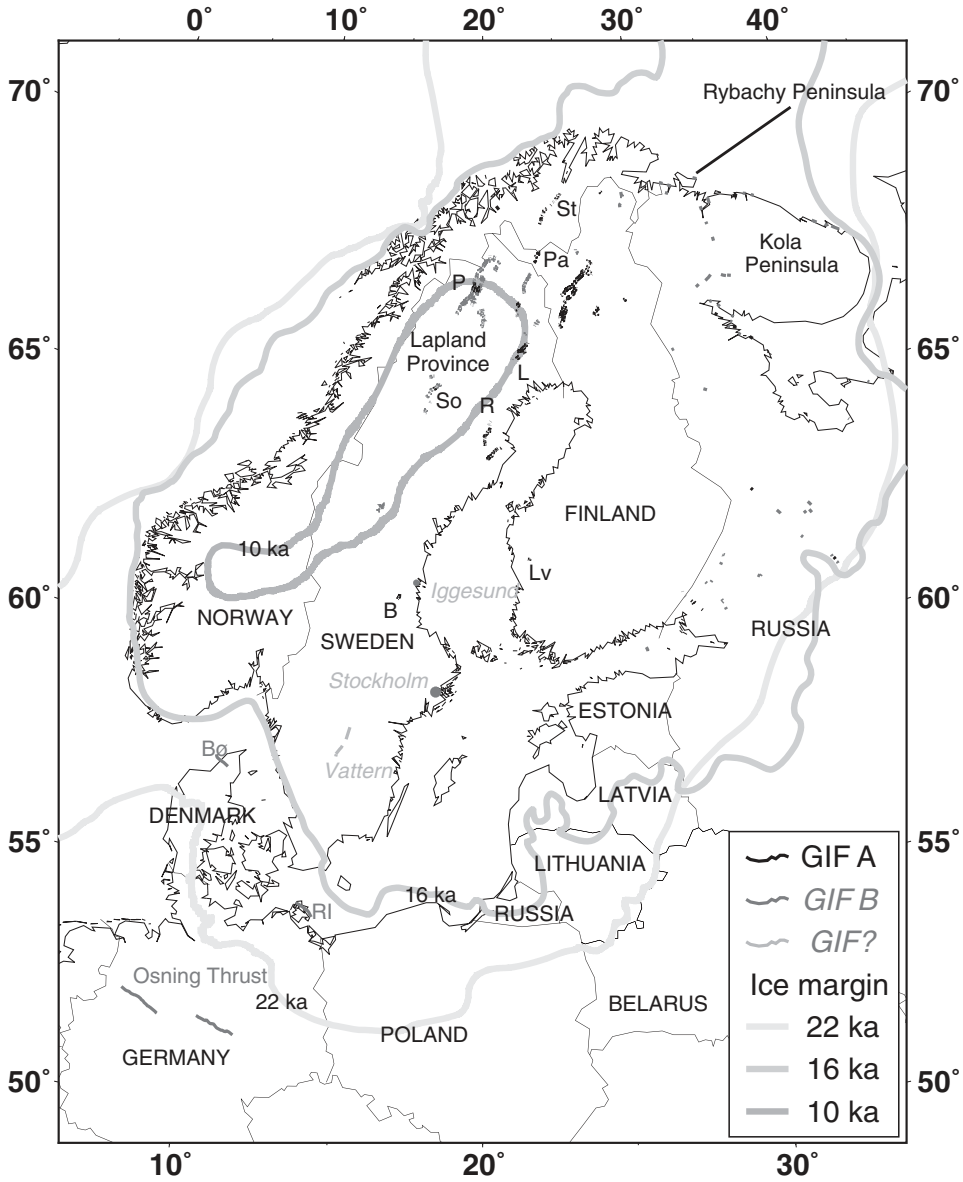 0° 10° 20° 30° 40°
70° 70°
Rybachy Peninsula
St
Kola
Peninsula
Pa
P
Lapland
Province
65° 65°
L
So
R
FINLAND
10 ka
Lv
Iggesund
60° 60°
B
NORWAY
RUSSIA
SWEDEN
Stockholm
ESTONIA
Bø
Vattern
LATVIA
DENMARK
55° 55°
LITHUANIA
16 ka
RI
RUSSIA
Osning Thrust
22 ka
BELARUS
POLAND
GERMANY
50° 50°
GIF A
GIF B
GIF?
Ice margin
22 ka
16 ka
10 ka
10° 20° 30°